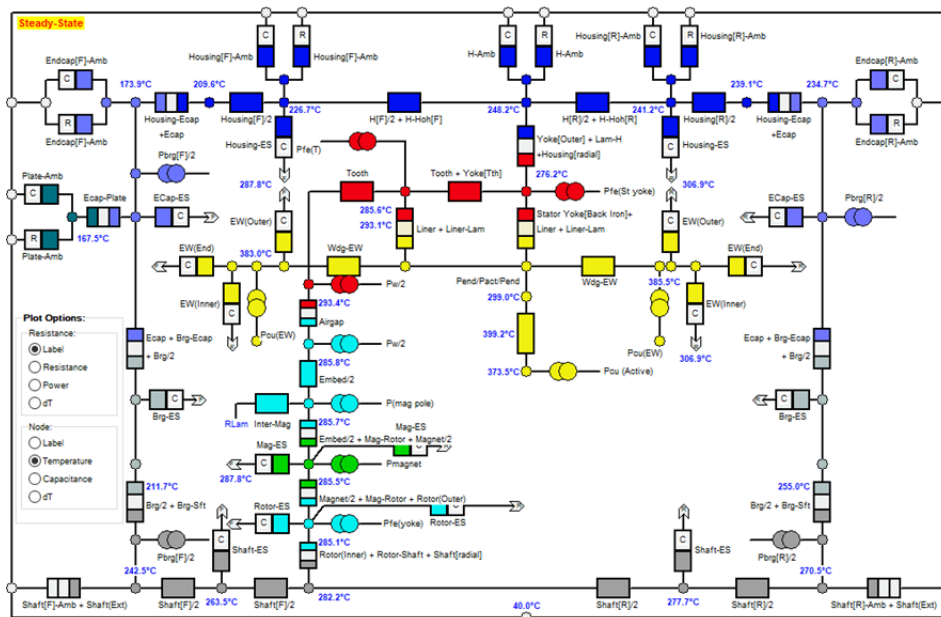 Steady-State
Housing[F]-Amb
Housing[R]-Amb
C
R
C
R
C
R
Housing[F]-Amb
H-Amb
H-Amb
Housing[R]-Amb
Endcap[F]-Amb
C
R
Endcap[F]-Amb
173.9°C
209.6°C
Housing-Ecap
+Ecap
Housing[F]/2
226.7°C
H[F]/2 + H-Hoh[F]
248.2°C
H[R]/2 + H-Hoh[R]
241.2°C
Housing[R]/2
239.1°C
Housing-Ecap
+Ecap
234.7°C
Endcap[R]-Amb
C
R
Endcap[R]-Amb
Housing-ES
C
287.8°C
Pfe(T)
Yoke[Outer] + Lam-H
+Housing[radial]
276.2°C
Housing-ES
C
306.9°C
Pbrg[F]/2
Plate-Amb
C
R
Plate-Amb
Ecap-Plate
167.5°C
ECap-ES
C
Tooth
Tooth + Yoke[Tth]
Pfe(St yoke)
285.6°C
293.1°C
Liner + Liner-Lam
Stator Yoke[Back Iron]+
Liner + Liner-Lam
ECap-ES
C
Pbrg[R]/2
EW(Outer)
C
383.0°C
EW(Outer)
C
EW(End)
C
Wdg-EW
Pend/Pact/Pend
Wdg-EW
385.5°C
EW(End)
C
EW(Inner)
C
Pcu(EW)
Pw/2
293.4°C
Airgap
299.0°C
399.2°C
373.5°C
Pcu (Active)
Pcu(EW)
EW(Inner)
C
306.9°C
Plot Options:
Resistance:
Label
Resistance
Power
dT
Node:
Label
Temperature
Capacitance
dT
Ecap + Brg-Ecap
+ Brg/2
Pw/2
285.8°C
Embed/2
Ecap + Brg-Ecap
+ Brg/2
Brg-ES
C
RLam
Inter-Mag
P(mag pole)
285.7°C
Embed/2 + Mag-Rotor + Magnet/2
Mag-ES
C
Brg-ES
C
Mag-ES
C
287.8°C
Pmagnet
285.5°C
Magnet/2 + Mag-Rotor + Rotor(Outer)
211.7°C
Brg/2 + Brg-Sft
Rotor-ES
C
Pfe(yoke)
C
Rotor-ES
285.1°C
Rotor(Inner) + Rotor-Shaft + Shaft[radial]
255.0°C
Brg/2 + Brg-Sft
Pbrg[F]/2
Shaft-ES
C
Shaft-ES
C
Pbrg[R]/2
242.5°C
Shaft[F]-Amb + Shaft(Ext)
Shaft[F]/2
263.5°C
Shaft[F]/2
282.2°C
40.0°C
Shaft[R]/2
277.7°C
Shaft[R]/2
270.5°C
Shaft[R]-Amb + Shaft(Ext)